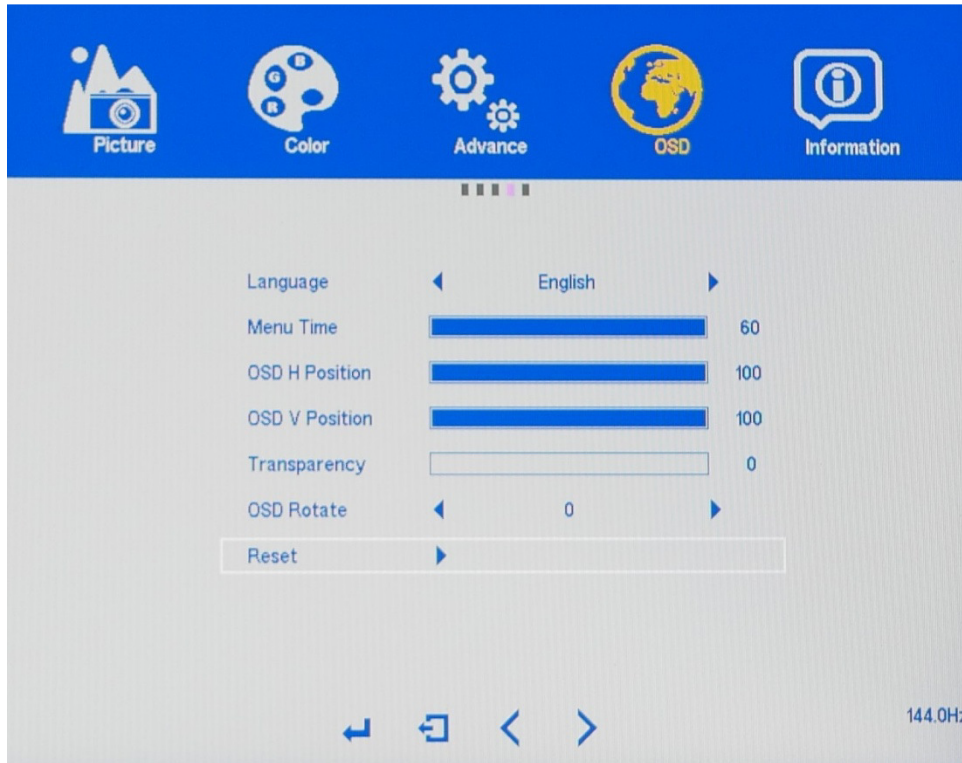 B
G
R
Picture Color Advance OSD Information
Language English
Menu Time 60
OSD H Position 100
OSD V Position 100
Transparency 0
OSD Rotate 0
Reset
144.0Hz